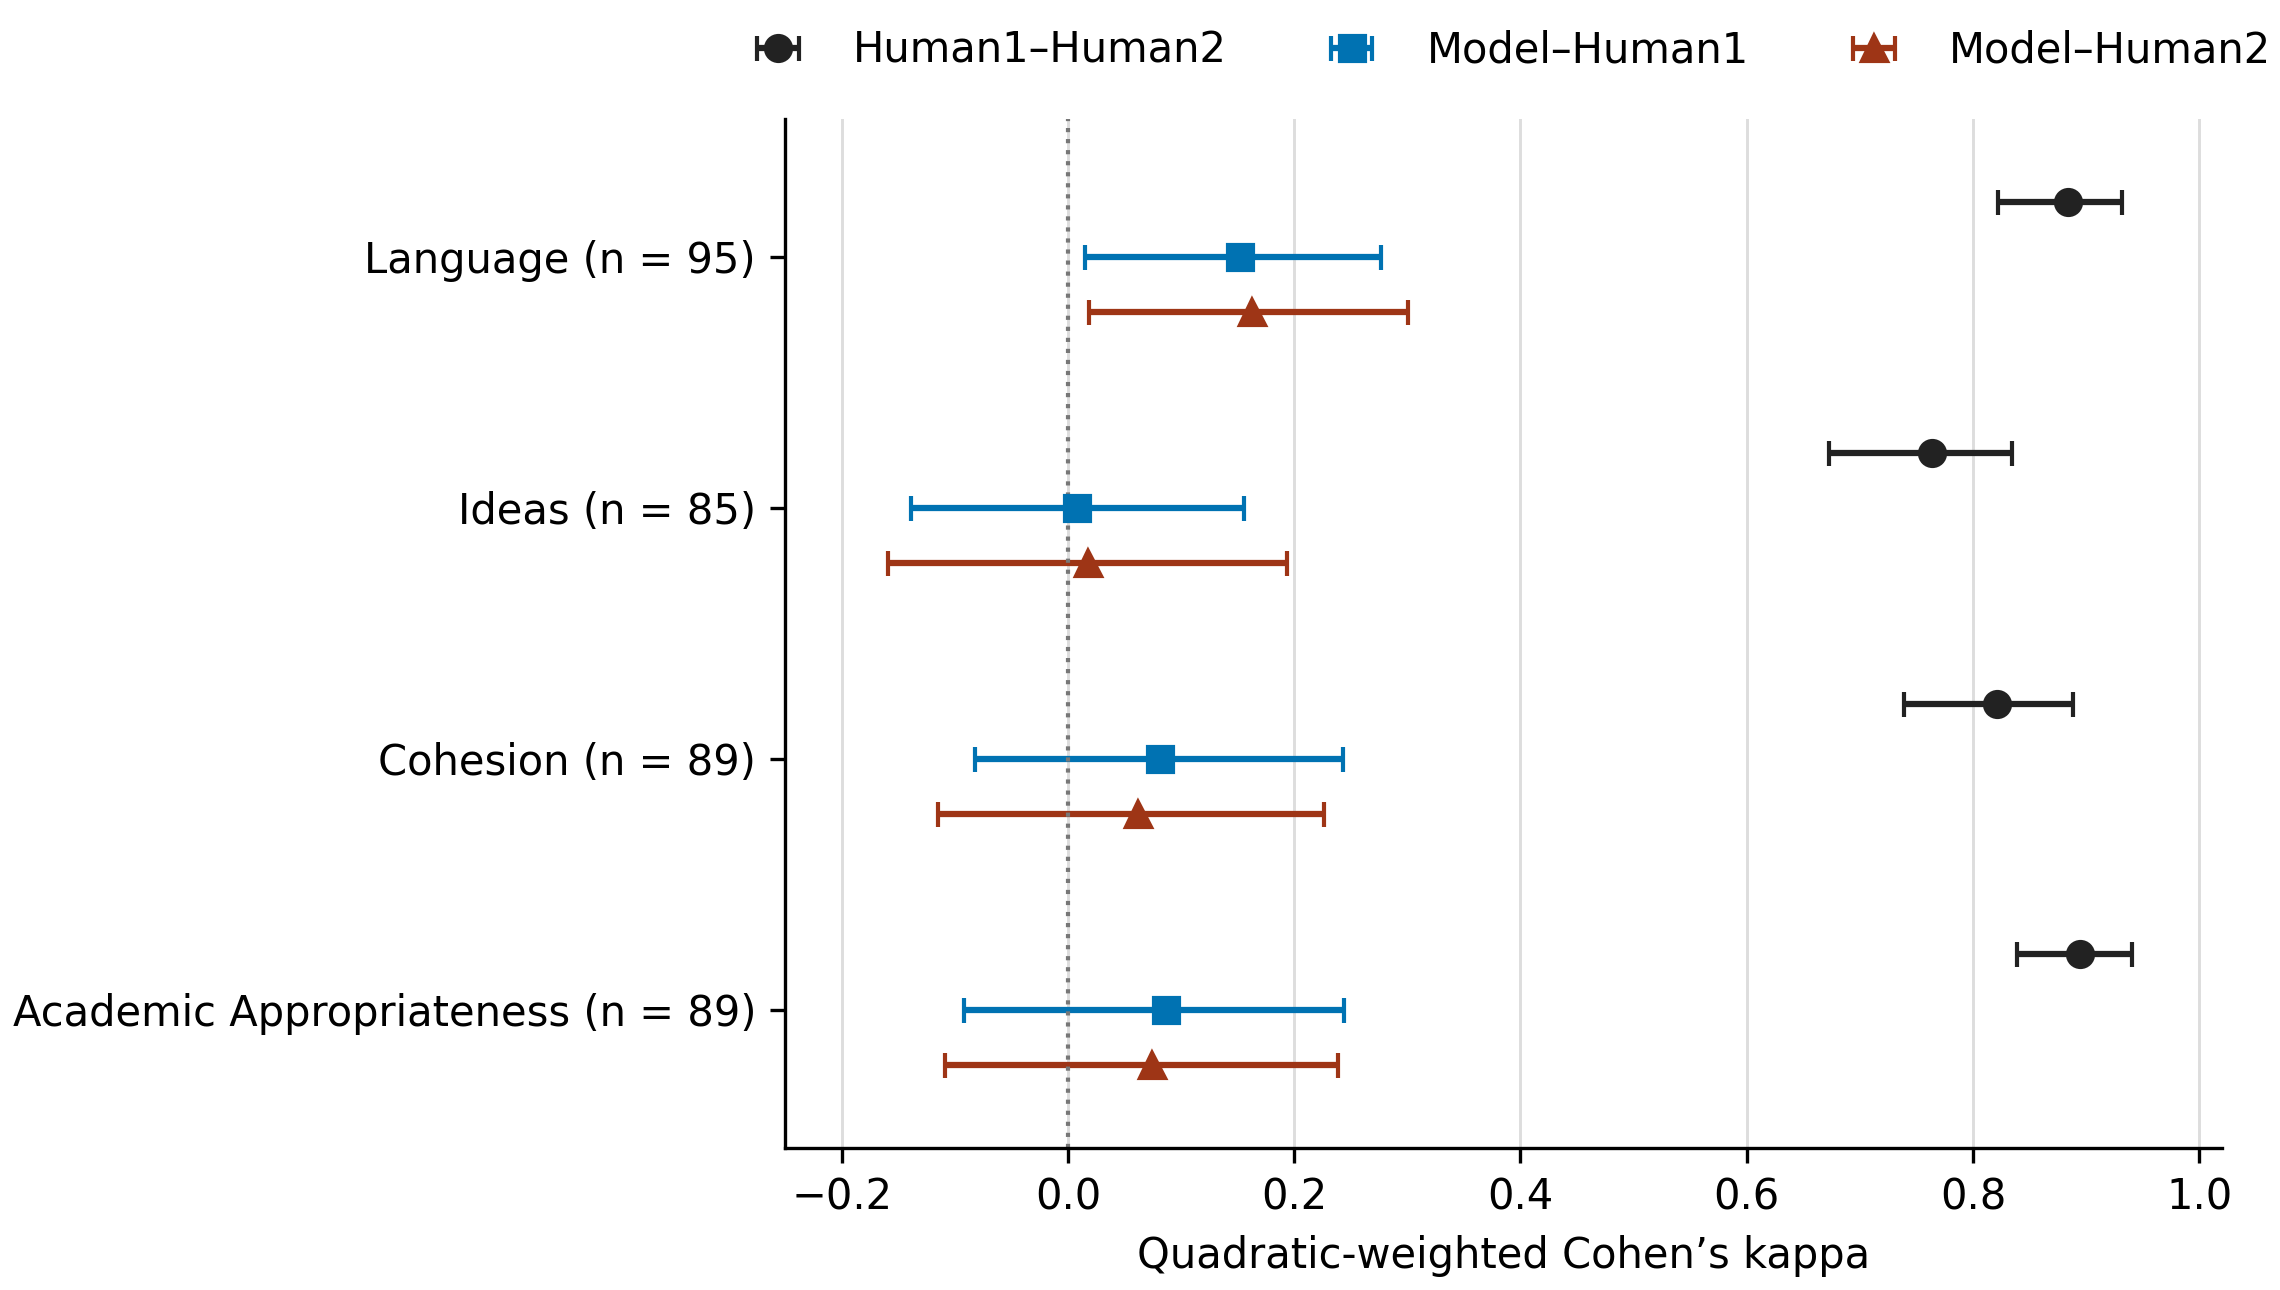 Human1–Human2 Model–Human1 Model–Human2
Language (n = 95)
Ideas (n = 85)
Cohesion (n = 89)
Academic Appropriateness (n = 89)
−0.2 0.0 0.2 0.4 0.6 0.8 1.0
Quadratic-weighted Cohen’s kappa